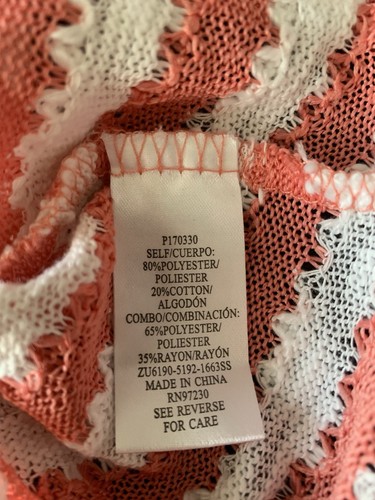 P170330
SELF/CUERPO:
80%POLYESTER/
POLIESTER
20%COTTON/
ALGODÓN
COMBO/COMBINACIÓN:
65%POLYESTER/
POLIESTER
35%RAYON/RAYÓN
ZU6190-5192-1663SS
MADE IN CHINA
RN97230
SEE REVERSE
FOR CARE